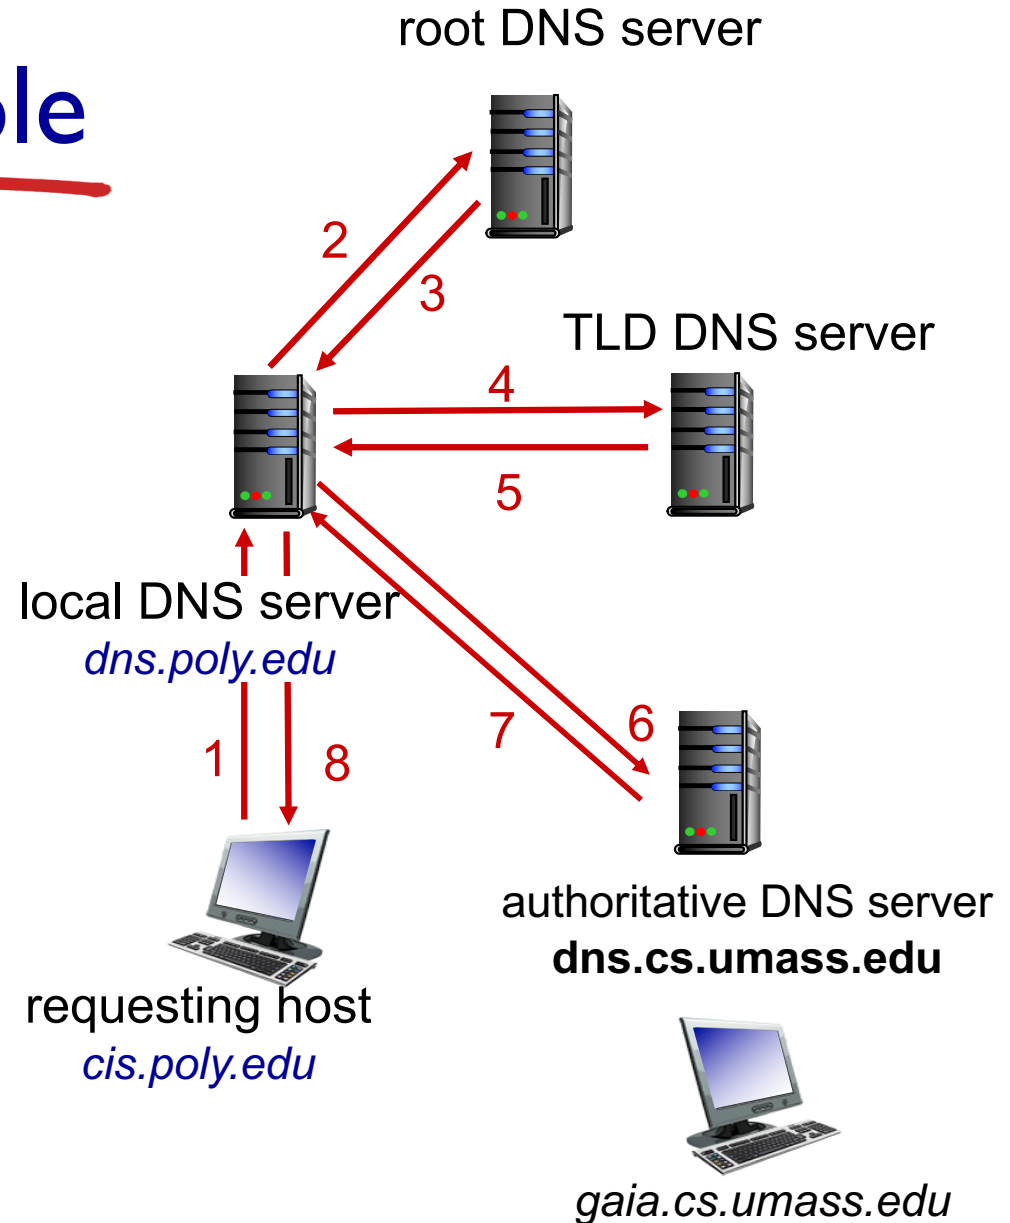 root DNS server
ole
2
3
TLD DNS server
4
5
local DNS server
dns.poly.edu
1
8
7
6
authoritative DNS server
dns.cs.umass.edu
requesting host
cis.poly.edu
gaia.cs.umass.edu